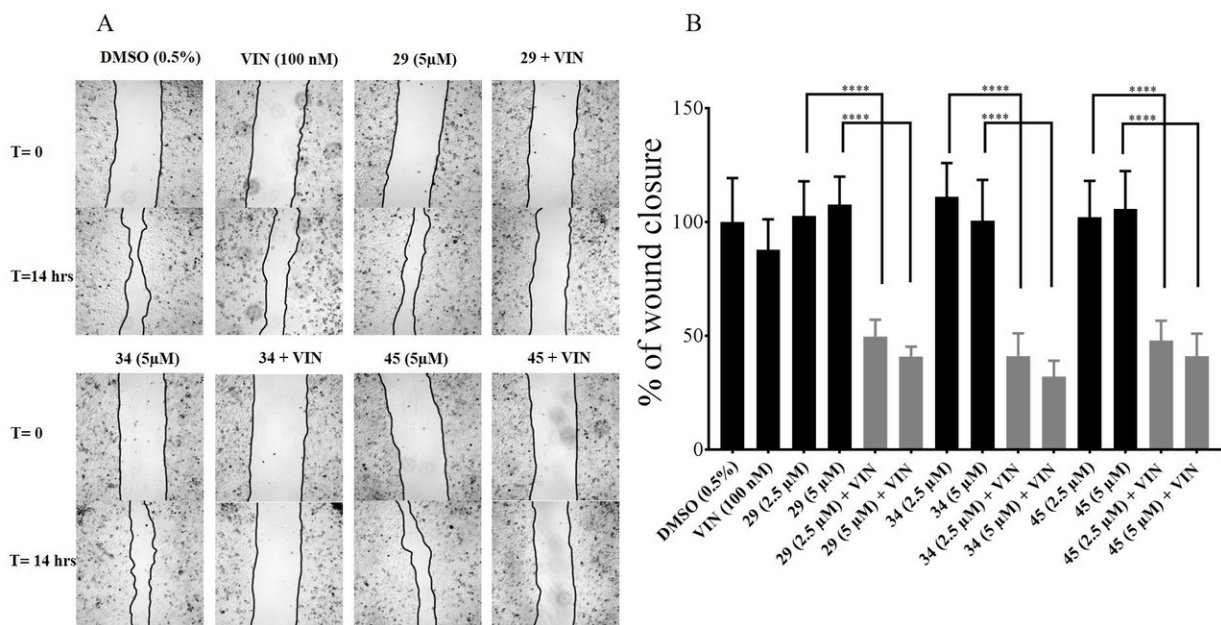 A
DMSO (0.5%) VIN (100 nM) 29 (5µM) 29 + VIN
T= 0
T=14 hrs
34 (5µM) 34 + VIN 45 (5µM) 45 + VIN
T= 0
T= 14 hrs
B
**** **** ****
**** **** ****
% of wound closure
150
100
50
0
DMSO (0.5%)
VIN (100 nM)
29 (2.5 µM)
29 (5 µM)
29 (2.5 µM) + VIN
29 (5 µM) + VIN
34 (2.5 µM)
34 (5 µM)
34 (2.5 µM) + VIN
34 (5 µM) + VIN
45 (2.5 µM)
45 (5 µM)
45 (2.5 µM) + VIN
45 (5 µM) + VIN